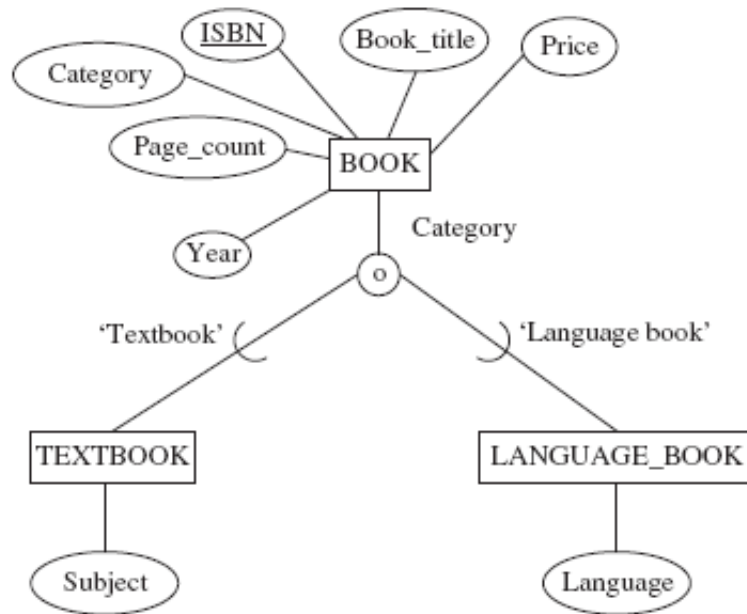 ISBN
Book_title
Price
Category
Page_count
BOOK
Year
Category
o
‘Textbook’
‘Language book’
TEXTBOOK
LANGUAGE_BOOK
Subject
Language